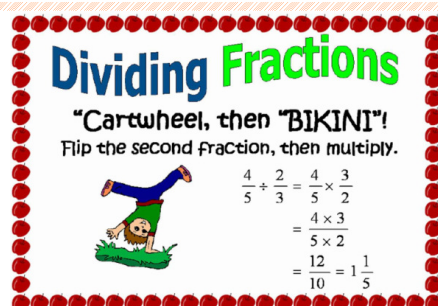 Dividing Fractions
"Cartwheel, then "BIKINI"!
Flip the second fraction, then multiply.
4/5 ÷ 2/3 = 4/5 × 3/2
= 4 × 3 / 5 × 2
= 12/10 = 1 1/5